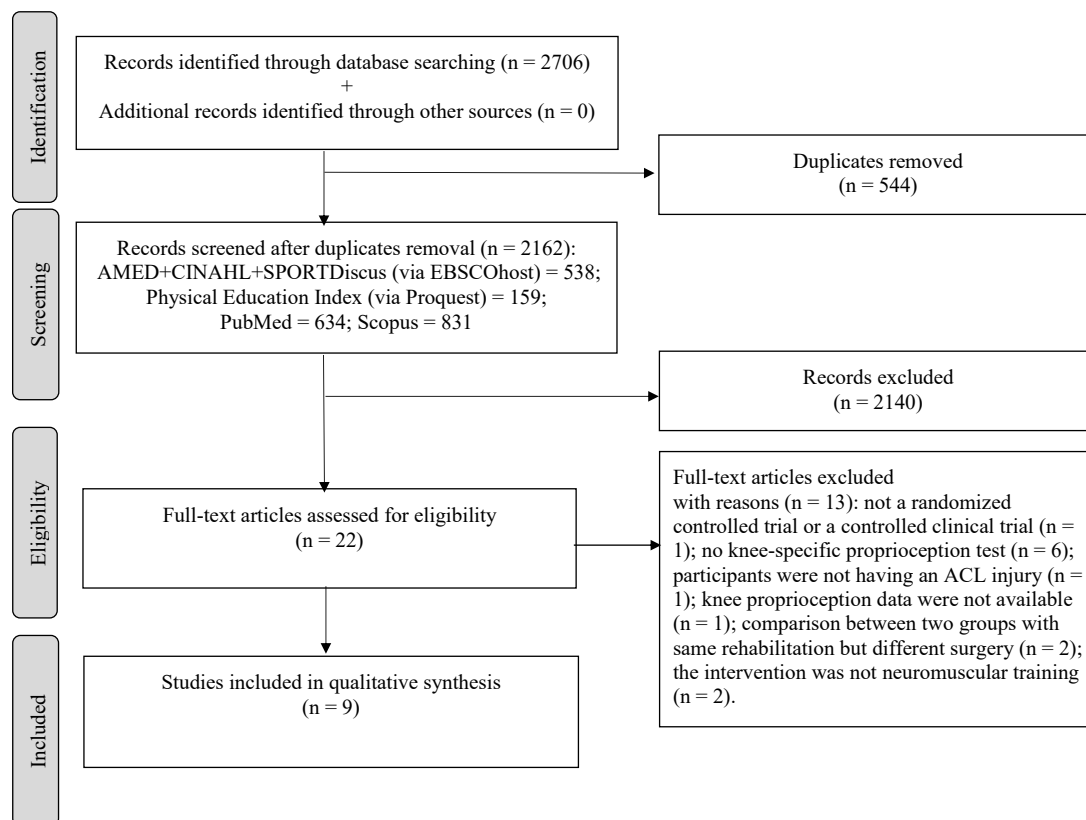 Identification
Records identified through database searching (n = 2706)
+
Additional records identified through other sources (n = 0)
Duplicates removed
(n = 544)
Screening
Records screened after duplicates removal (n = 2162):
AMED+CINAHL+SPORTDiscus (via EBSCOhost) = 538;
Physical Education Index (via Proquest) = 159;
PubMed = 634; Scopus = 831
Records excluded
(n = 2140)
Eligibility
Full-text articles assessed for eligibility
(n = 22)
Full-text articles excluded
with reasons (n = 13): not a randomized
controlled trial or a controlled clinical trial (n =
1); no knee-specific proprioception test (n = 6);
participants were not having an ACL injury (n =
1); knee proprioception data were not available
(n = 1); comparison between two groups with
same rehabilitation but different surgery (n = 2);
the intervention was not neuromuscular training
(n = 2).
Included
Studies included in qualitative synthesis
(n = 9)